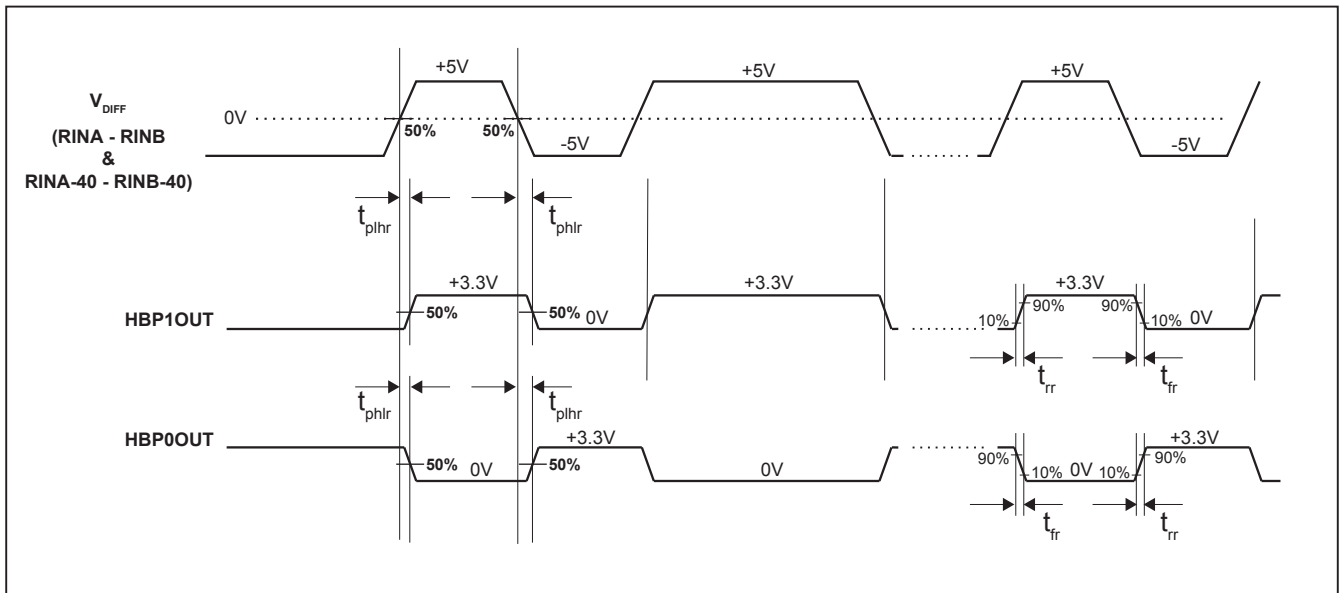 +5V +5V +5V
V_DIFF
0V
50% 50%
(RINA - RINB
-5V -5V
&
RINA-40 - RINB-40)
t_plhr t_phlr
+3.3V +3.3V +3.3V
HBP1OUT 50% 50% 0V 10% 90% 90% 10% 0V
t_rr t_fr
t_phlr t_plhr
HBP0OUT +3.3V +3.3V
50% 0V 50% 0V 90% 10% 0V 10% 90%
t_fr t_rr